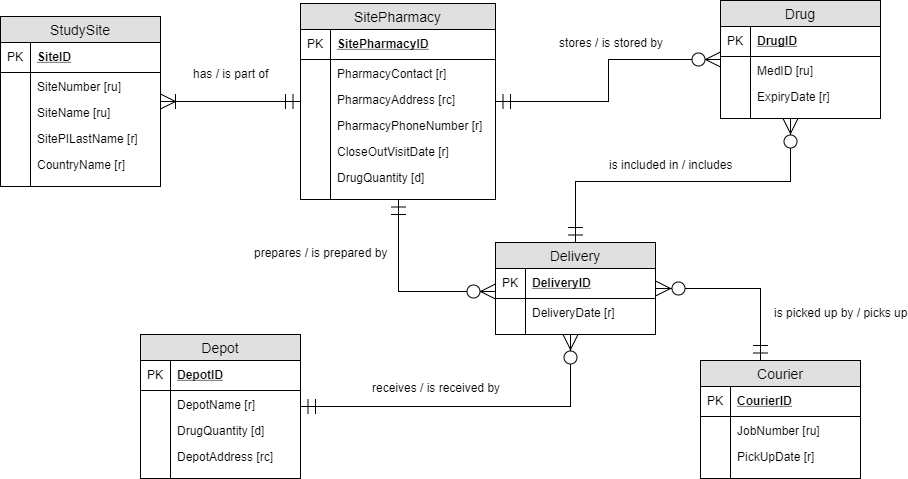 StudySite
PK SiteID
SiteNumber [ru]
SiteName [ru]
SitePILastName [r]
CountryName [r]
has / is part of
SitePharmacy
PK SitePharmacyID
PharmacyContact [r]
PharmacyAddress [rc]
PharmacyPhoneNumber [r]
CloseOutVisitDate [r]
DrugQuantity [d]
stores / is stored by
Drug
PK DrugID
MedID [ru]
ExpiryDate [r]
is included in / includes
prepares / is prepared by
Delivery
PK DeliveryID
DeliveryDate [r]
is picked up by / picks up
Depot
PK DepotID
DepotName [r]
DrugQuantity [d]
DepotAddress [rc]
receives / is received by
Courier
PK CourierID
JobNumber [ru]
PickUpDate [r]